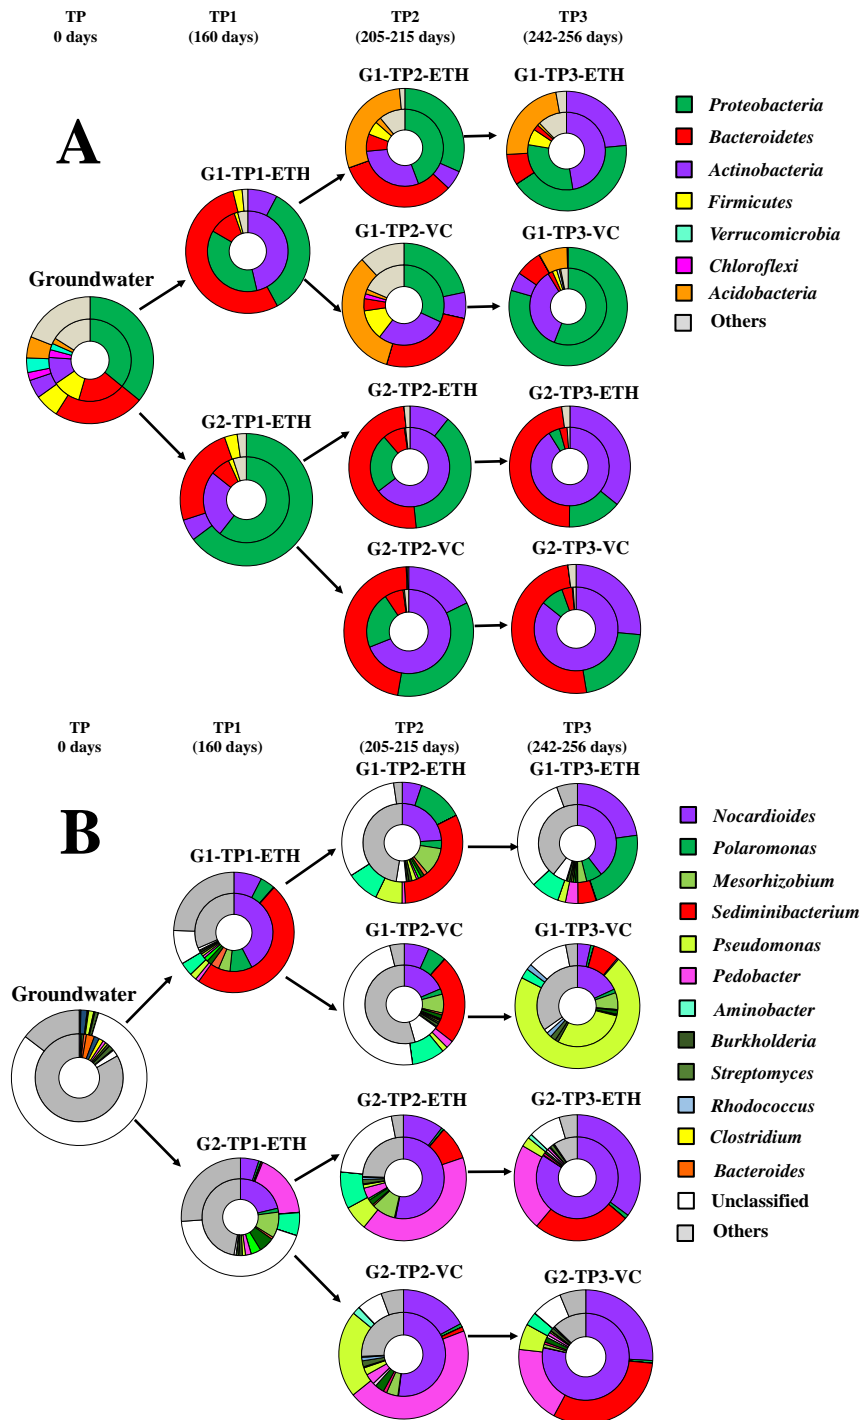 TP
0 days
TP1
(160 days)
TP2
(205-215 days)
TP3
(242-256 days)
A
G1-TP2-ETH
G1-TP3-ETH
G1-TP1-ETH
G1-TP2-VC
G1-TP3-VC
Groundwater
G2-TP2-ETH
G2-TP3-ETH
G2-TP1-ETH
G2-TP2-VC
G2-TP3-VC
Proteobacteria
Bacteroidetes
Actinobacteria
Firmicutes
Verrucomicrobia
Chloroflexi
Acidobacteria
Others
TP
0 days
TP1
(160 days)
TP2
(205-215 days)
TP3
(242-256 days)
B
G1-TP2-ETH
G1-TP3-ETH
G1-TP1-ETH
G1-TP2-VC
G1-TP3-VC
Groundwater
G2-TP2-ETH
G2-TP3-ETH
G2-TP1-ETH
G2-TP2-VC
G2-TP3-VC
Nocardioides
Polaromonas
Mesorhizobium
Sediminibacterium
Pseudomonas
Pedobacter
Aminobacter
Burkholderia
Streptomyces
Rhodococcus
Clostridium
Bacteroides
Unclassified
Others